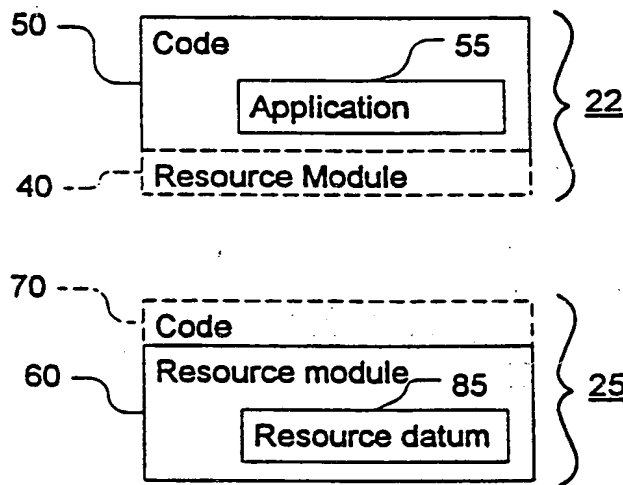 50
Code
55
Application
22
40
Resource Module
70
Code
60
Resource module
85
25
Resource datum